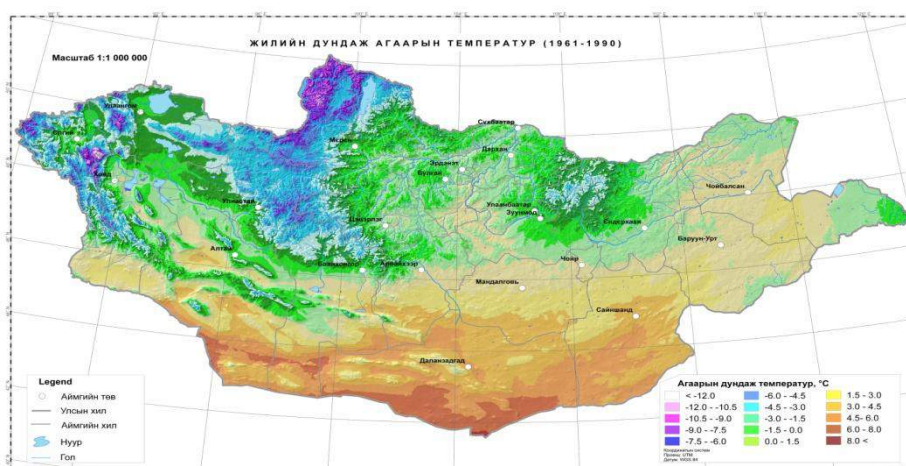 ЖИЛИЙН ДУНДАЖ АГААРЫН ТЕМПЕРАТУР (1961-1990)
Масштаб 1:1 000 000
Улаангом
Сүхбаатар
Мөрөн
Дархан
Эрдэнэт
Булган
Ховд
Чойбалсан
Улиастай
Улаанбаатар
Зуунмод
Цэцэрлэг
Баруун-Урт
Алтай
Чойр
Мандалговь
Сайншанд
Даланзадгад
Legend
Аймгийн төв
Улсын хил
Аймгийн хил
Нуур
Гол
Агаарын дундаж температур, °C
< -12.0
-12.0 - -10.5
-10.5 - -9.0
-9.0 - -7.5
-7.5 - -6.0
-6.0 - -4.5
-4.5 - -3.0
-3.0 - -1.5
-1.5 - 0.0
0.0 - 1.5
1.5 - 3.0
3.0 - 4.5
4.5- 6.0
6.0 - 8.0
8.0 <